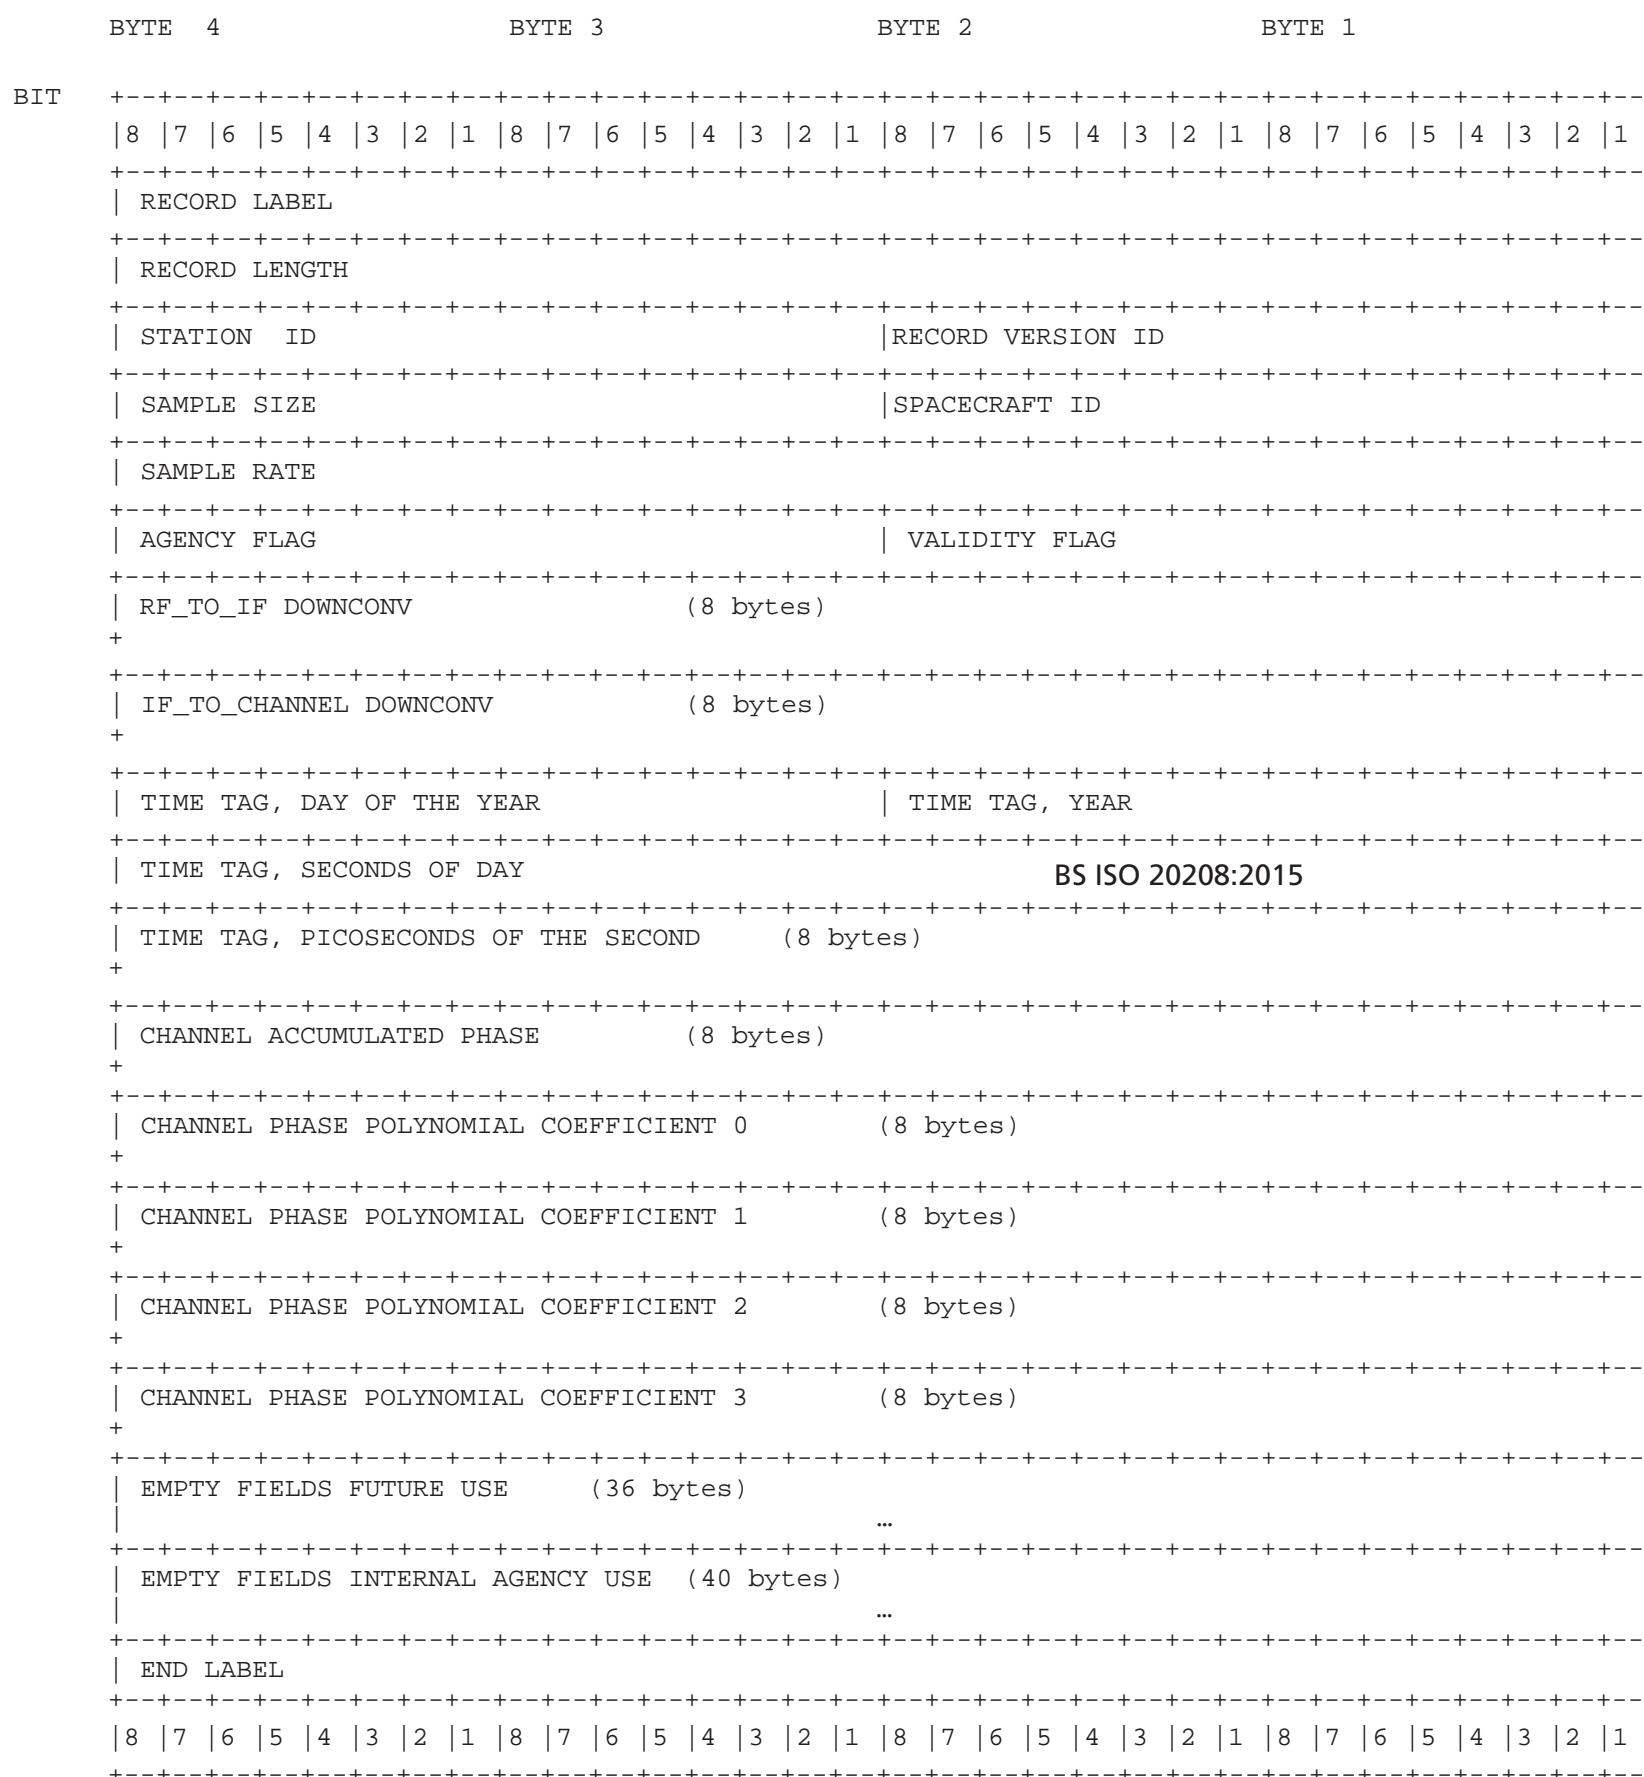 BYTE  4                  BYTE 3                 BYTE 2                  BYTE 1
BIT   +--+--+--+--+--+--+--+--+--+--+--+--+--+--+--+--+--+--+--+--+--+--+--+--+--+--+--+--+--+--+--+--
|8 |7 |6 |5 |4 |3 |2 |1 |8 |7 |6 |5 |4 |3 |2 |1 |8 |7 |6 |5 |4 |3 |2 |1 |8 |7 |6 |5 |4 |3 |2 |1
+--+--+--+--+--+--+--+--+--+--+--+--+--+--+--+--+--+--+--+--+--+--+--+--+--+--+--+--+--+--+--+--
| RECORD LABEL
+--+--+--+--+--+--+--+--+--+--+--+--+--+--+--+--+--+--+--+--+--+--+--+--+--+--+--+--+--+--+--+--
| RECORD LENGTH
+--+--+--+--+--+--+--+--+--+--+--+--+--+--+--+--+--+--+--+--+--+--+--+--+--+--+--+--+--+--+--+--
| STATION  ID                                   |RECORD VERSION ID
+--+--+--+--+--+--+--+--+--+--+--+--+--+--+--+--+--+--+--+--+--+--+--+--+--+--+--+--+--+--+--+--
| SAMPLE SIZE                                   |SPACECRAFT ID
+--+--+--+--+--+--+--+--+--+--+--+--+--+--+--+--+--+--+--+--+--+--+--+--+--+--+--+--+--+--+--+--
| SAMPLE RATE
+--+--+--+--+--+--+--+--+--+--+--+--+--+--+--+--+--+--+--+--+--+--+--+--+--+--+--+--+--+--+--+--
| AGENCY FLAG                                   | VALIDITY FLAG
+--+--+--+--+--+--+--+--+--+--+--+--+--+--+--+--+--+--+--+--+--+--+--+--+--+--+--+--+--+--+--+--
| RF_TO_IF DOWNCONV                 (8 bytes)
+
+--+--+--+--+--+--+--+--+--+--+--+--+--+--+--+--+--+--+--+--+--+--+--+--+--+--+--+--+--+--+--+--
| IF_TO_CHANNEL DOWNCONV            (8 bytes)
+
+--+--+--+--+--+--+--+--+--+--+--+--+--+--+--+--+--+--+--+--+--+--+--+--+--+--+--+--+--+--+--+--
| TIME TAG, DAY OF THE YEAR                     | TIME TAG, YEAR
+--+--+--+--+--+--+--+--+--+--+--+--+--+--+--+--+--+--+--+--+--+--+--+--+--+--+--+--+--+--+--+--
| TIME TAG, SECONDS OF DAY                                 BS ISO 20208:2015
+--+--+--+--+--+--+--+--+--+--+--+--+--+--+--+--+--+--+--+--+--+--+--+--+--+--+--+--+--+--+--+--
| TIME TAG, PICOSECONDS OF THE SECOND     (8 bytes)
+
+--+--+--+--+--+--+--+--+--+--+--+--+--+--+--+--+--+--+--+--+--+--+--+--+--+--+--+--+--+--+--+--
| CHANNEL ACCUMULATED PHASE         (8 bytes)
+
+--+--+--+--+--+--+--+--+--+--+--+--+--+--+--+--+--+--+--+--+--+--+--+--+--+--+--+--+--+--+--+--
| CHANNEL PHASE POLYNOMIAL COEFFICIENT 0        (8 bytes)
+
+--+--+--+--+--+--+--+--+--+--+--+--+--+--+--+--+--+--+--+--+--+--+--+--+--+--+--+--+--+--+--+--
| CHANNEL PHASE POLYNOMIAL COEFFICIENT 1        (8 bytes)
+
+--+--+--+--+--+--+--+--+--+--+--+--+--+--+--+--+--+--+--+--+--+--+--+--+--+--+--+--+--+--+--+--
| CHANNEL PHASE POLYNOMIAL COEFFICIENT 2        (8 bytes)
+
+--+--+--+--+--+--+--+--+--+--+--+--+--+--+--+--+--+--+--+--+--+--+--+--+--+--+--+--+--+--+--+--
| CHANNEL PHASE POLYNOMIAL COEFFICIENT 3        (8 bytes)
+
+--+--+--+--+--+--+--+--+--+--+--+--+--+--+--+--+--+--+--+--+--+--+--+--+--+--+--+--+--+--+--+--
| EMPTY FIELDS FUTURE USE     (36 bytes)
|                                               …
+--+--+--+--+--+--+--+--+--+--+--+--+--+--+--+--+--+--+--+--+--+--+--+--+--+--+--+--+--+--+--+--
| EMPTY FIELDS INTERNAL AGENCY USE  (40 bytes)
|                                               …
+--+--+--+--+--+--+--+--+--+--+--+--+--+--+--+--+--+--+--+--+--+--+--+--+--+--+--+--+--+--+--+--
| END LABEL
+--+--+--+--+--+--+--+--+--+--+--+--+--+--+--+--+--+--+--+--+--+--+--+--+--+--+--+--+--+--+--+--
|8 |7 |6 |5 |4 |3 |2 |1 |8 |7 |6 |5 |4 |3 |2 |1 |8 |7 |6 |5 |4 |3 |2 |1 |8 |7 |6 |5 |4 |3 |2 |1
+--+--+--+--+--+--+--+--+--+--+--+--+--+--+--+--+--+--+--+--+--+--+--+--+--+--+--+--+--+--+--+--